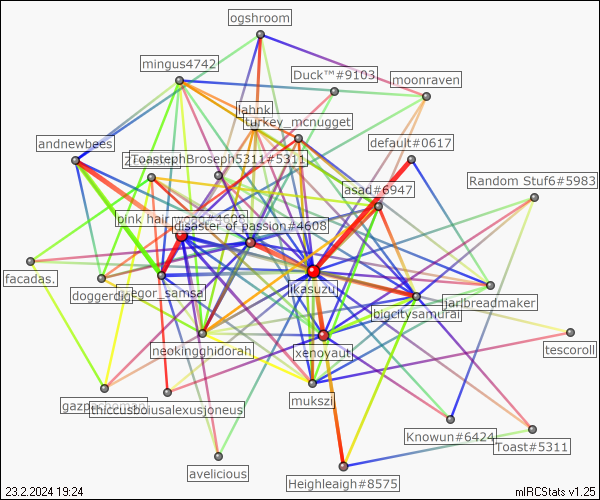 ogshroom
mingus4742
Duck™#9103
moonraven
lahnk
turkey_mcnugget
andnewbees
default#0617
ToastephBroseph5311#5311
asad#6947
Random Stuf6#5983
pink hair
disaster of passion#4608
facadas.
doggerdig
gregor_samsa
ikasuzu
jarlbreadmaker
bigcitysamurai
neokingghidorah
xenoyaut
tescoroll
mukszi
thiccusboiusalexusjoneus
Knowun#6424
Toast#5311
avelicious
Heighleigh#8575
23.2.2024 19:24
mIRCStats v1.25